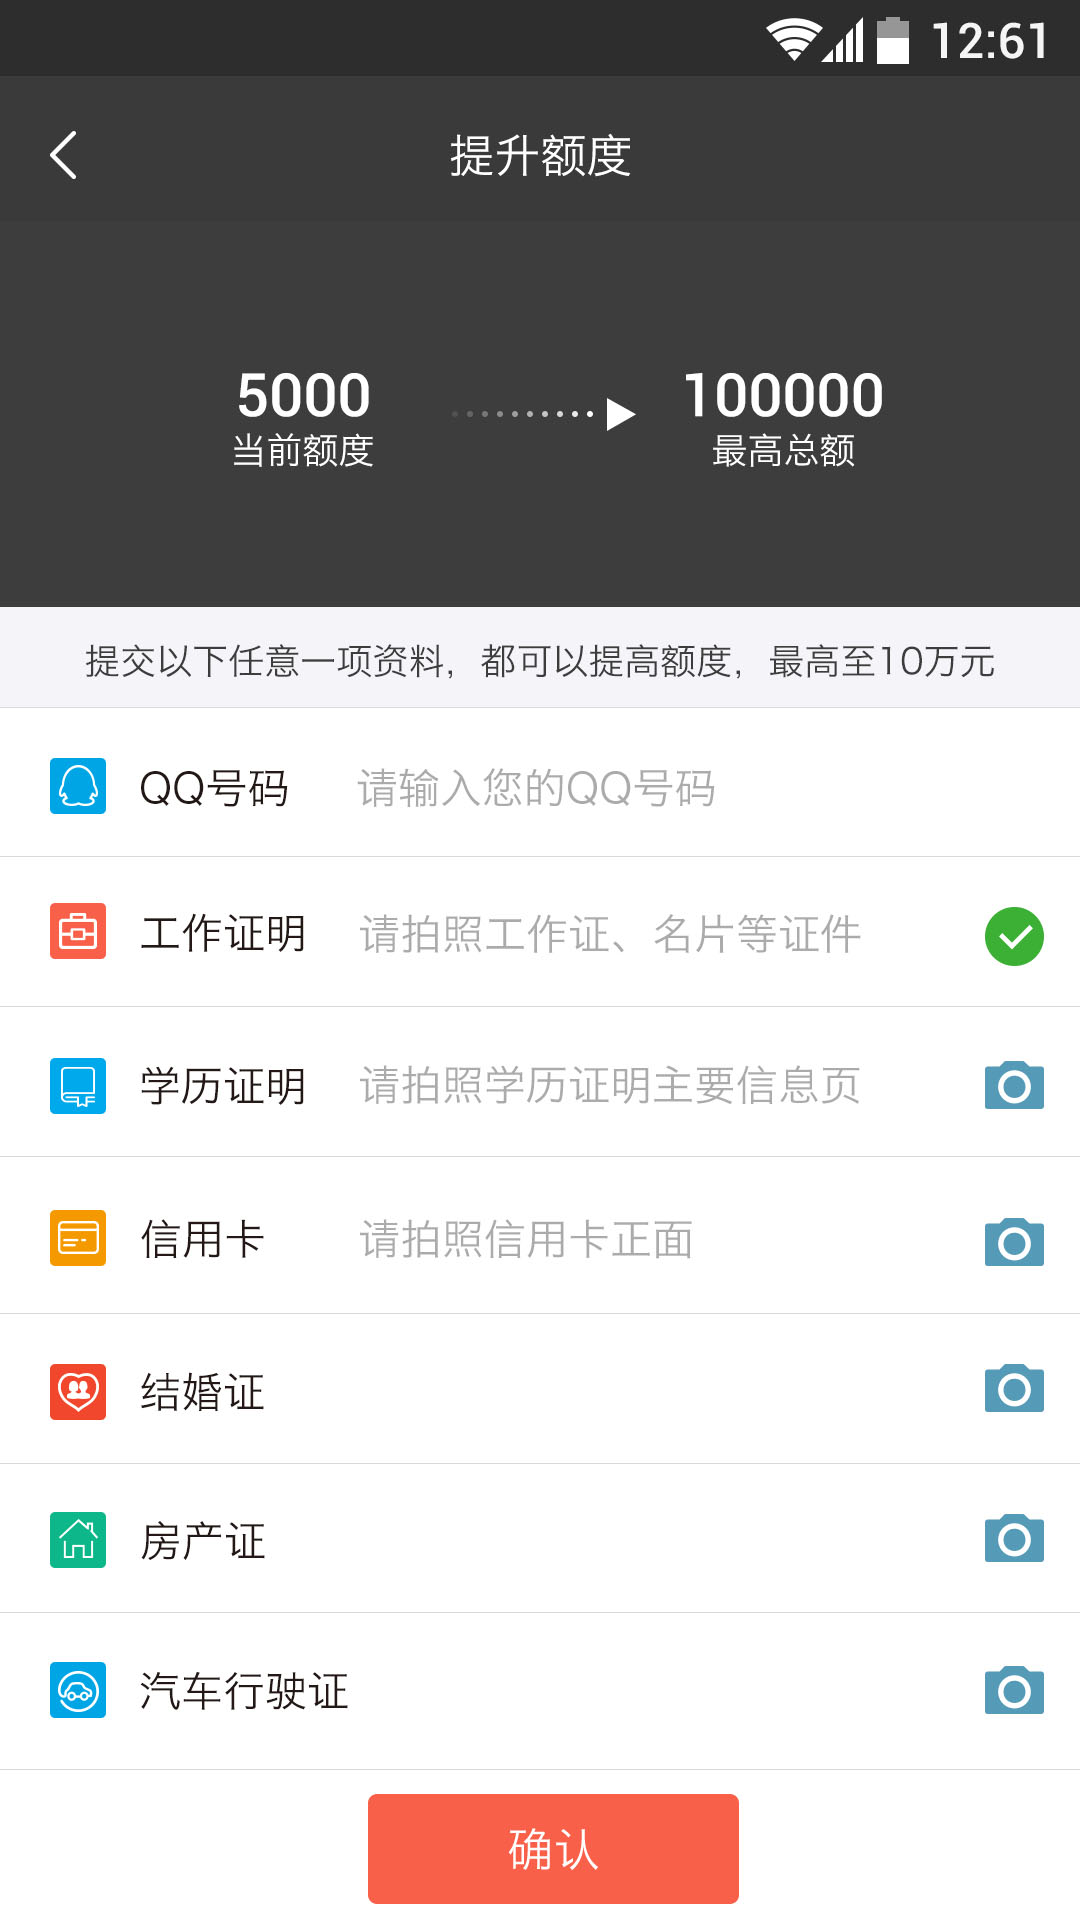 12:61
提升额度
5000 100000
当前额度 最高总额
提交以下任意一项资料，都可以提高额度，最高至10万元
QQ号码 请输入您的QQ号码
工作证明 请拍照工作证、名片等证件
学历证明 请拍照学历证明主要信息页
信用卡 请拍照信用卡正面
结婚证
房产证
汽车行驶证
确认